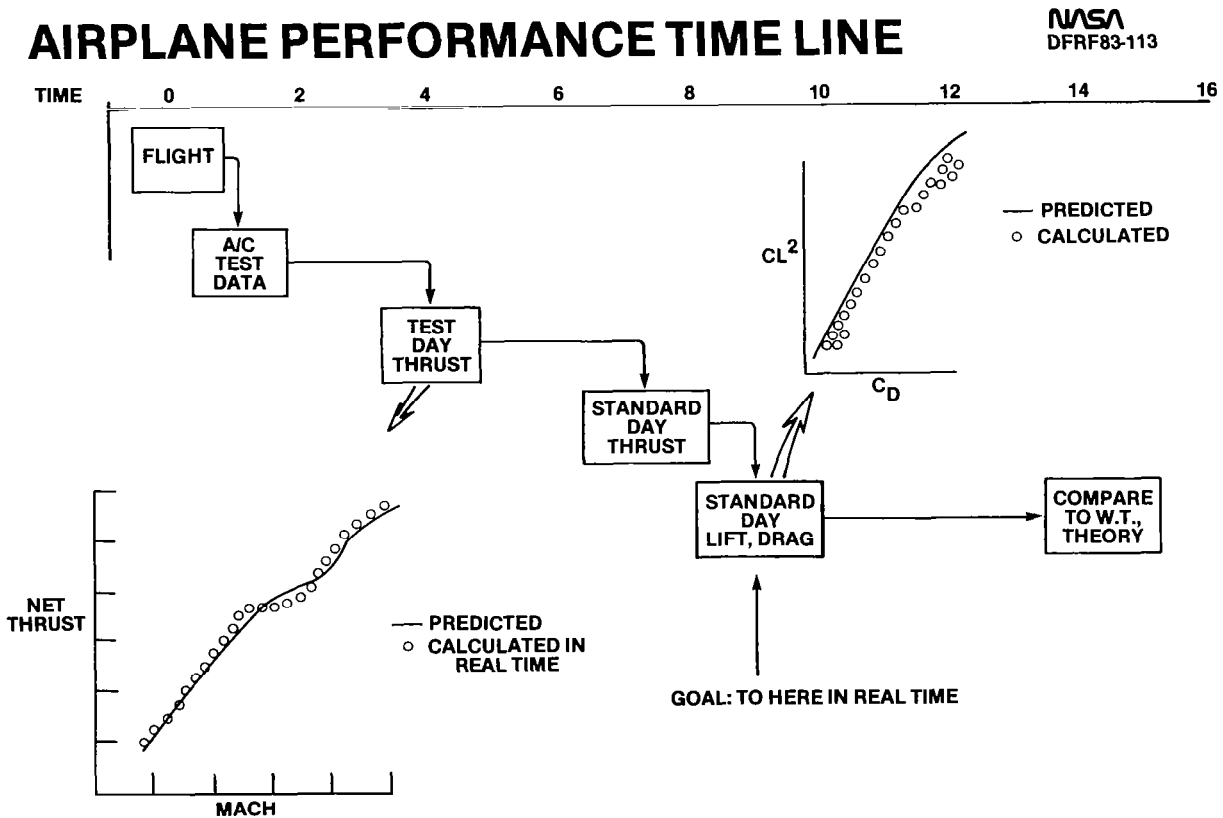 AIRPLANE PERFORMANCE TIME LINE
NASA
DFRF83-113
TIME 0 2 4 6 8 10 12 14 16
FLIGHT
A/C
TEST
DATA
TEST
DAY
THRUST
STANDARD
DAY
THRUST
STANDARD
DAY
LIFT, DRAG
COMPARE
TO W.T.,
THEORY
GOAL: TO HERE IN REAL TIME
CL²
C_D
PREDICTED
CALCULATED
NET
THRUST
MACH
PREDICTED
CALCULATED IN
REAL TIME